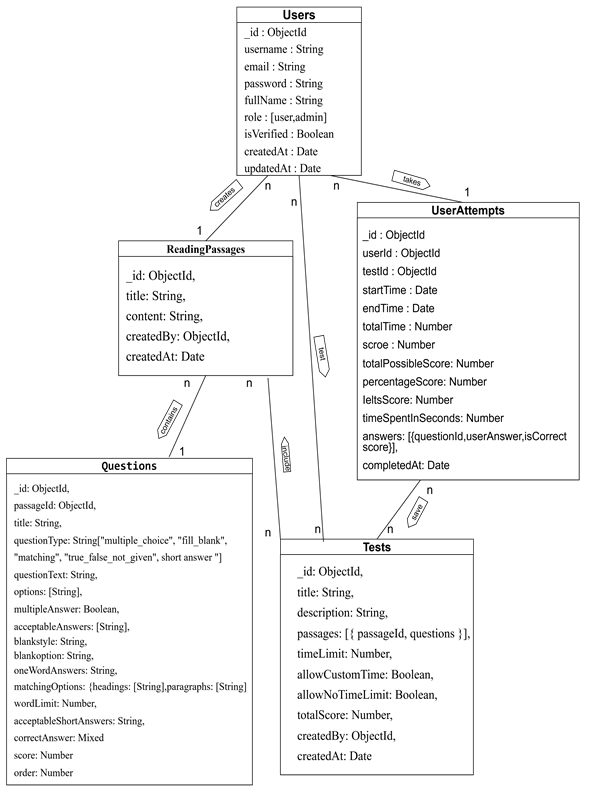 Users
_id : ObjectId
username : String
email : String
password : String
fullName : String
role : [user,admin]
isVerified : Boolean
createdAt : Date
updatedAt : Date
n
n
n
creates
takes
1
1
ReadingPassages
_id: ObjectId,
title: String,
content: String,
createdBy: ObjectId,
createdAt: Date
UserAttempts
_id : ObjectId
userId : ObjectId
testId : ObjectId
startTime : Date
endTime : Date
totalTime : Number
scroe : Number
totalPossibleScore: Number
percentageScore: Number
IeltsScore: Number
timeSpentInSeconds: Number
answers: [{questionId,userAnswer,isCorrect
score}],
completedAt: Date
test
n
n
contains
include
1
Questions
_id: ObjectId,
passageId: ObjectId,
title: String,
questionType: String["multiple_choice", "fill_blank",
"matching", "true_false_not_given", short answer "]
questionText: String,
options: [String],
multipleAnswer: Boolean,
acceptableAnswers: [String],
blankstyle: String,
blankoption: String,
oneWordAnswers: String,
matchingOptions: {headings: [String],paragraphs: [String]
wordLimit: Number,
acceptableShortAnswers: String,
correctAnswer: Mixed
score: Number
order: Number
n
save
n
n
n
Tests
_id: ObjectId,
title: String,
description: String,
passages: [{ passageId, questions }],
timeLimit: Number,
allowCustomTime: Boolean,
allowNoTimeLimit: Boolean,
totalScore: Number,
createdBy: ObjectId,
createdAt: Date